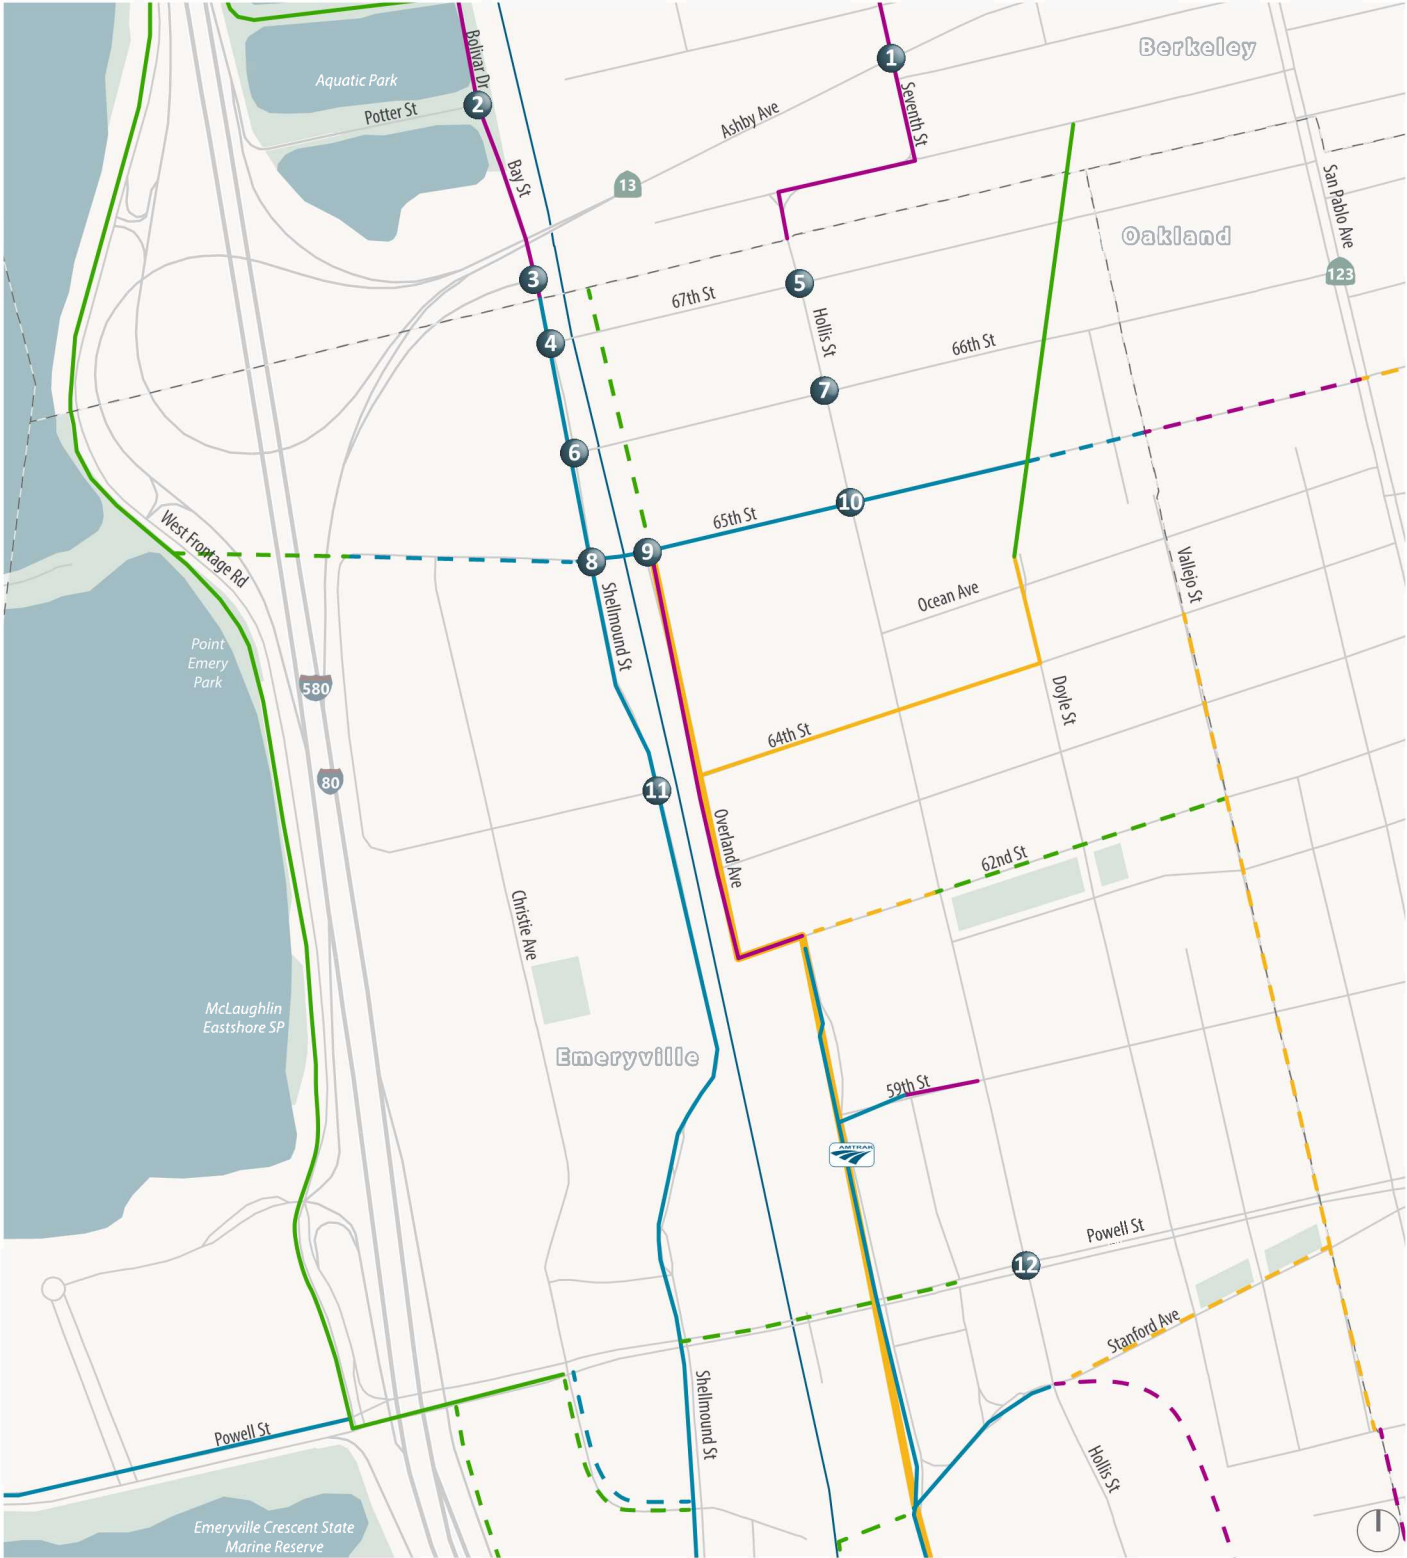 Berkeley
1
Bolivar Dr
Aquatic Park
2
Potter St
Seventh St
Ashby Ave
Bay St
13
San Pablo Ave
Oakland
3
5
123
67th St
Hollis St
4
66th St
7
6
10
65th St
West Frontage Rd
9
8
Vallejo St
Shellmound St
Ocean Ave
Point
Emery
Park
580
Doyle St
64th St
80
11
Overland Ave
62nd St
Christie Ave
McLaughlin
Eastshore SP
Emeryville
59th St
AMTRAK
Powell St
12
Stanford Ave
Shellmound St
Powell St
Hollis St
Emeryville Crescent State
Marine Reserve